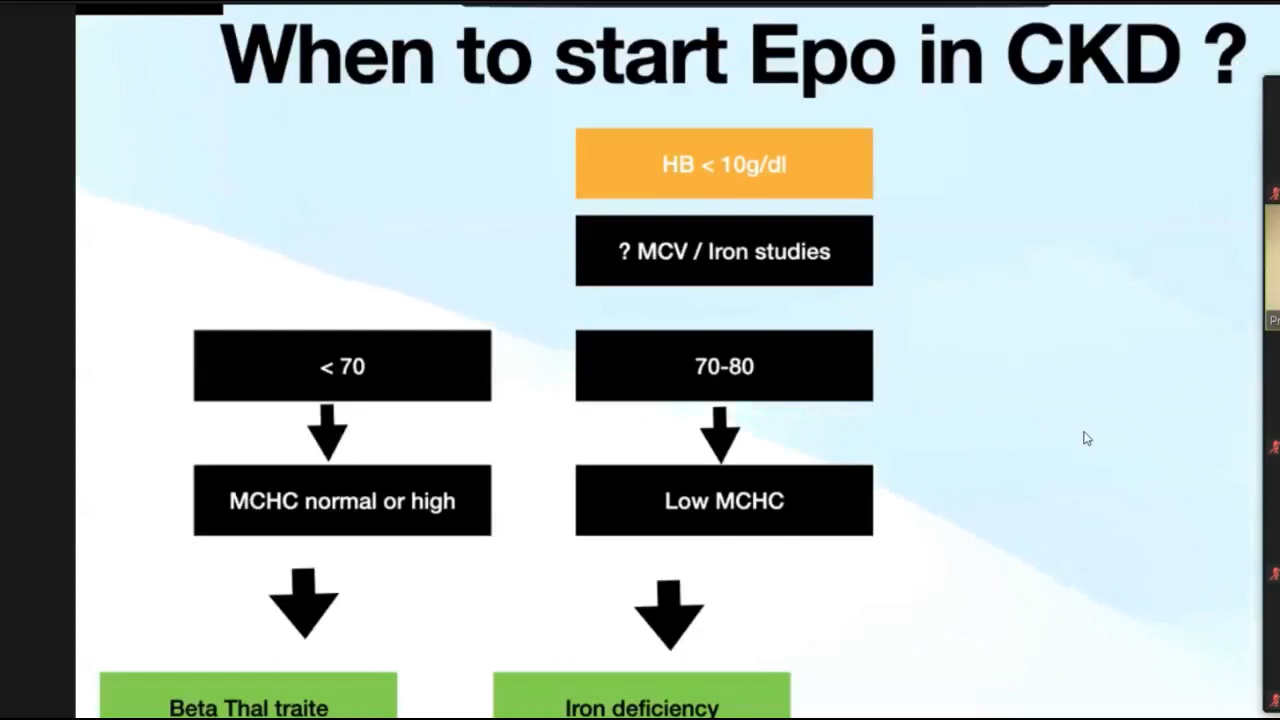 When to start Epo in CKD ?
HB < 10g/dl
? MCV / Iron studies
< 70
70-80
MCHC normal or high
Low MCHC
Beta Thal traite
Iron deficiency
Pr